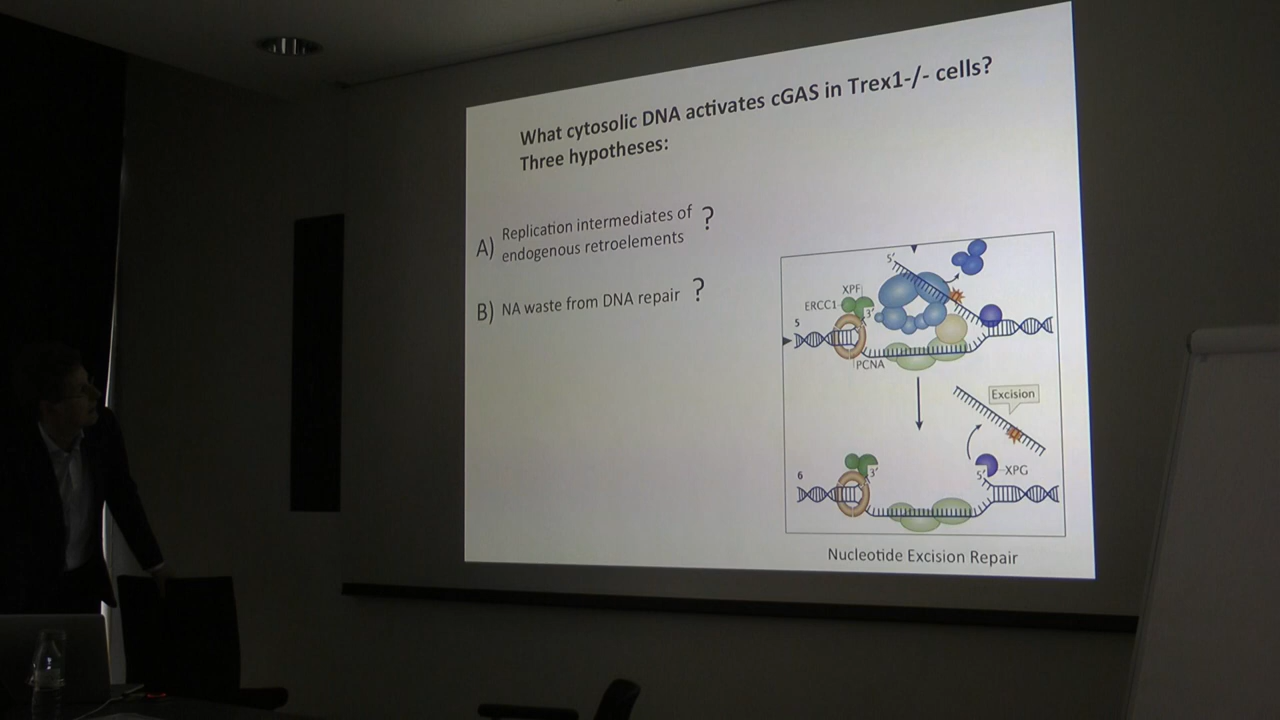 What cytosolic DNA activates cGAS in Trex1-/- cells?
Three hypotheses:
A) Replication intermediates of
endogenous retroelements ?
B) NA waste from DNA repair ?
5'
XPF
ERCC1
3'
5
PCNA
Excision
6
3'
5'
XPG
Nucleotide Excision Repair